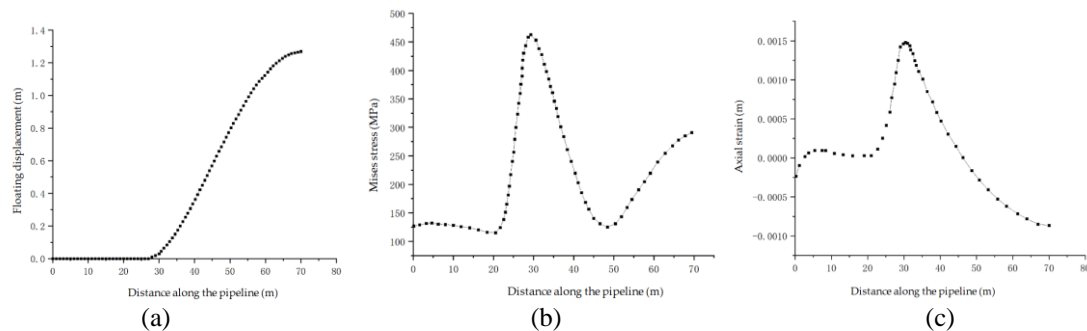 1.4
1.2
1.0
0.8
0.6
0.4
0.2
0.0
Floating displacement (m)
0 10 20 30 40 50 60 70 80
Distance along the pipeline (m)
(a)
500
450
400
350
300
250
200
150
100
Mises stress (MPa)
0 10 20 30 40 50 60 70
Distance along the pipeline (m)
(b)
0.0015
0.0010
0.0005
0.0000
-0.0005
-0.0010
Axial strain (m)
0 10 20 30 40 50 60 70 80
Distance along the pipeline (m)
(c)